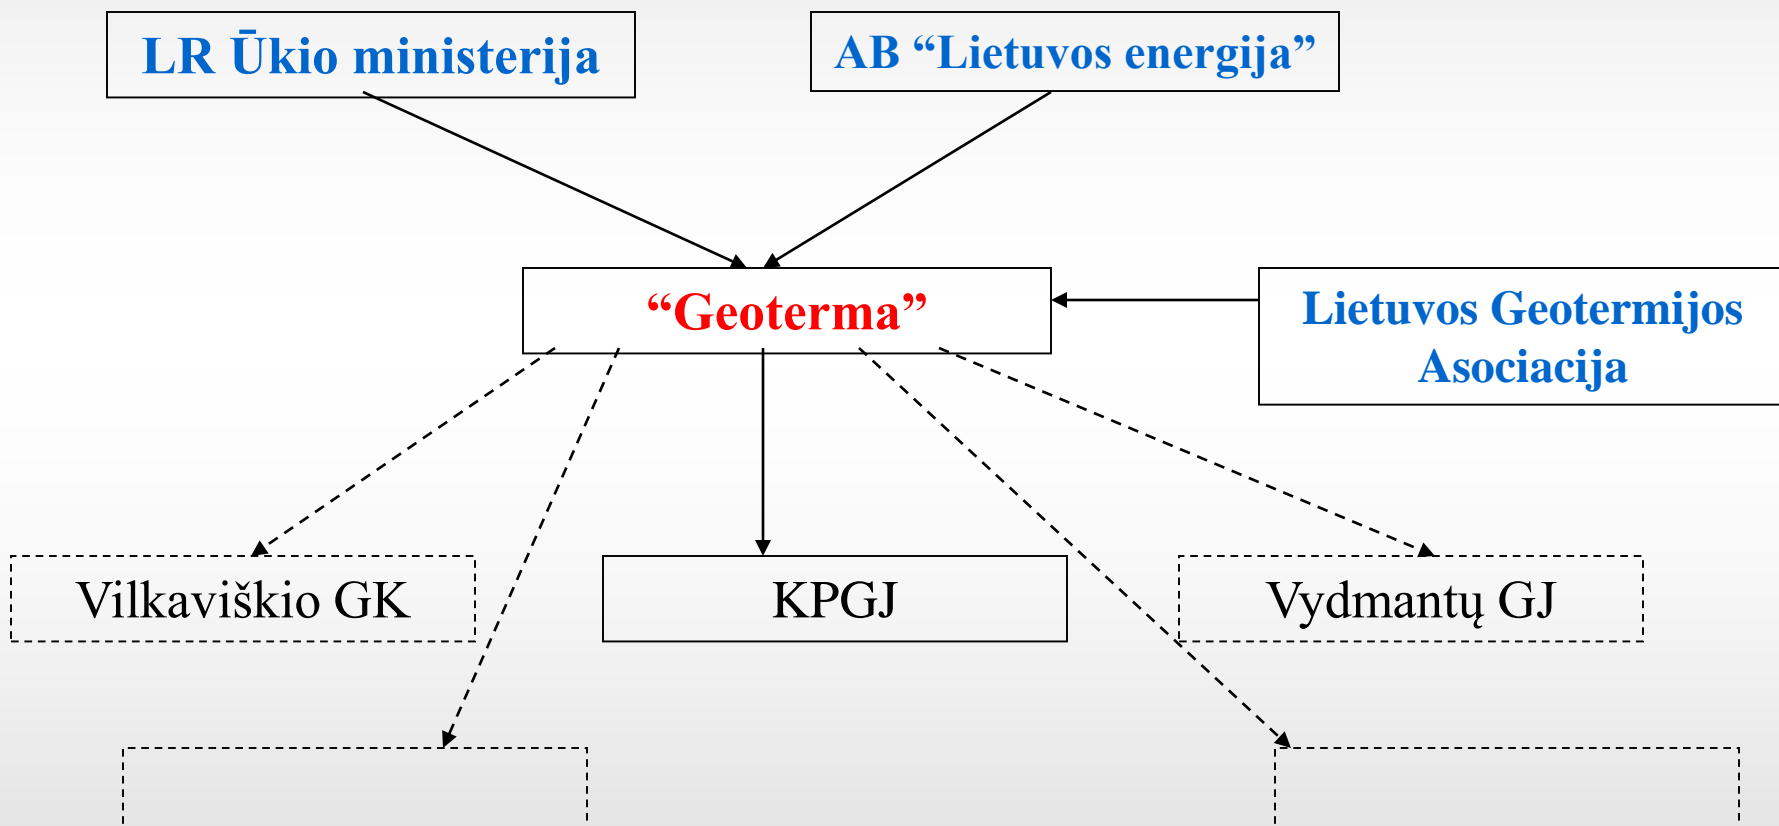 LR Ūkio ministerija
AB “Lietuvos energija”
“Geoterma”
Lietuvos Geotermijos
Asociacija
Vilkaviškio GK
KPGJ
Vydmantų GJ